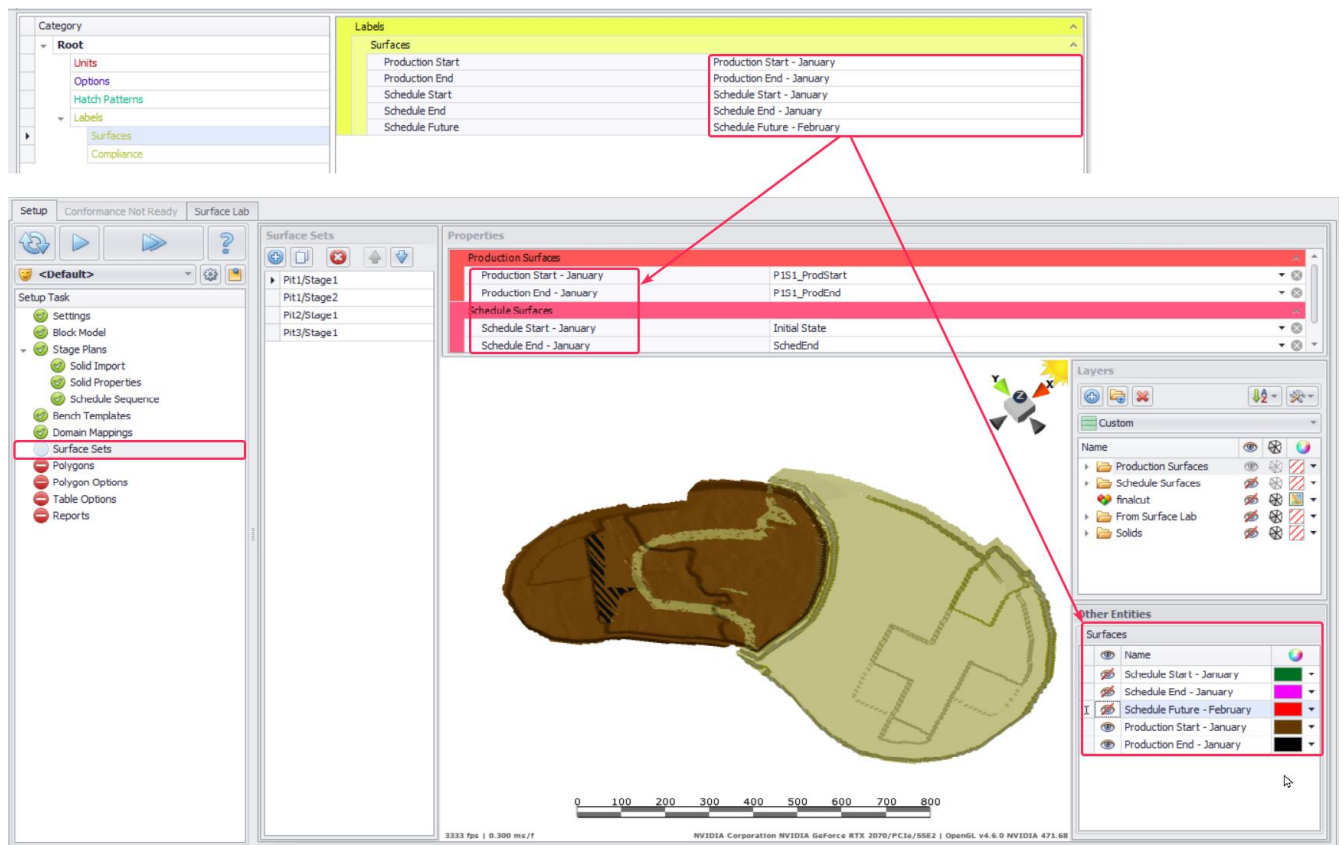 Category
Root
Units
Options
Hatch Patterns
Labels
Surfaces
Compliance
Labels
Surfaces
Production Start Production Start - January
Production End Production End - January
Schedule Start Schedule Start - January
Schedule End Schedule End - January
Schedule Future Schedule Future - February
Setup Conformance Not Ready Surface Lab
<Default>
Setup Task
Settings
Block Model
Stage Plans
Solid Import
Solid Properties
Schedule Sequence
Bench Templates
Domain Mappings
Surface Sets
Polygons
Polygon Options
Table Options
Reports
Surface Sets
Pit1/Stage1
Pit1/Stage2
Pit2/Stage1
Pit3/Stage1
Properties
Production Surfaces
Production Start - January P1S1_ProdStart
Production End - January P1S1_ProdEnd
Schedule Surfaces
Schedule Start - January Initial State
Schedule End - January SchedEnd
Y X Z
0 100 200 300 400 500 600 700 800
3333 fps | 0.300 ms/f NVIDIA Corporation NVIDIA GeForce RTX 2070/PCIe/SSE2 | OpenGL v4.6.0 NVIDIA 471.68
Layers
Custom
Name
Production Surfaces
Schedule Surfaces
finalcut
From Surface Lab
Solids
Other Entities
Surfaces
Name
Schedule Start - January
Schedule End - January
Schedule Future - February
Production Start - January
Production End - January